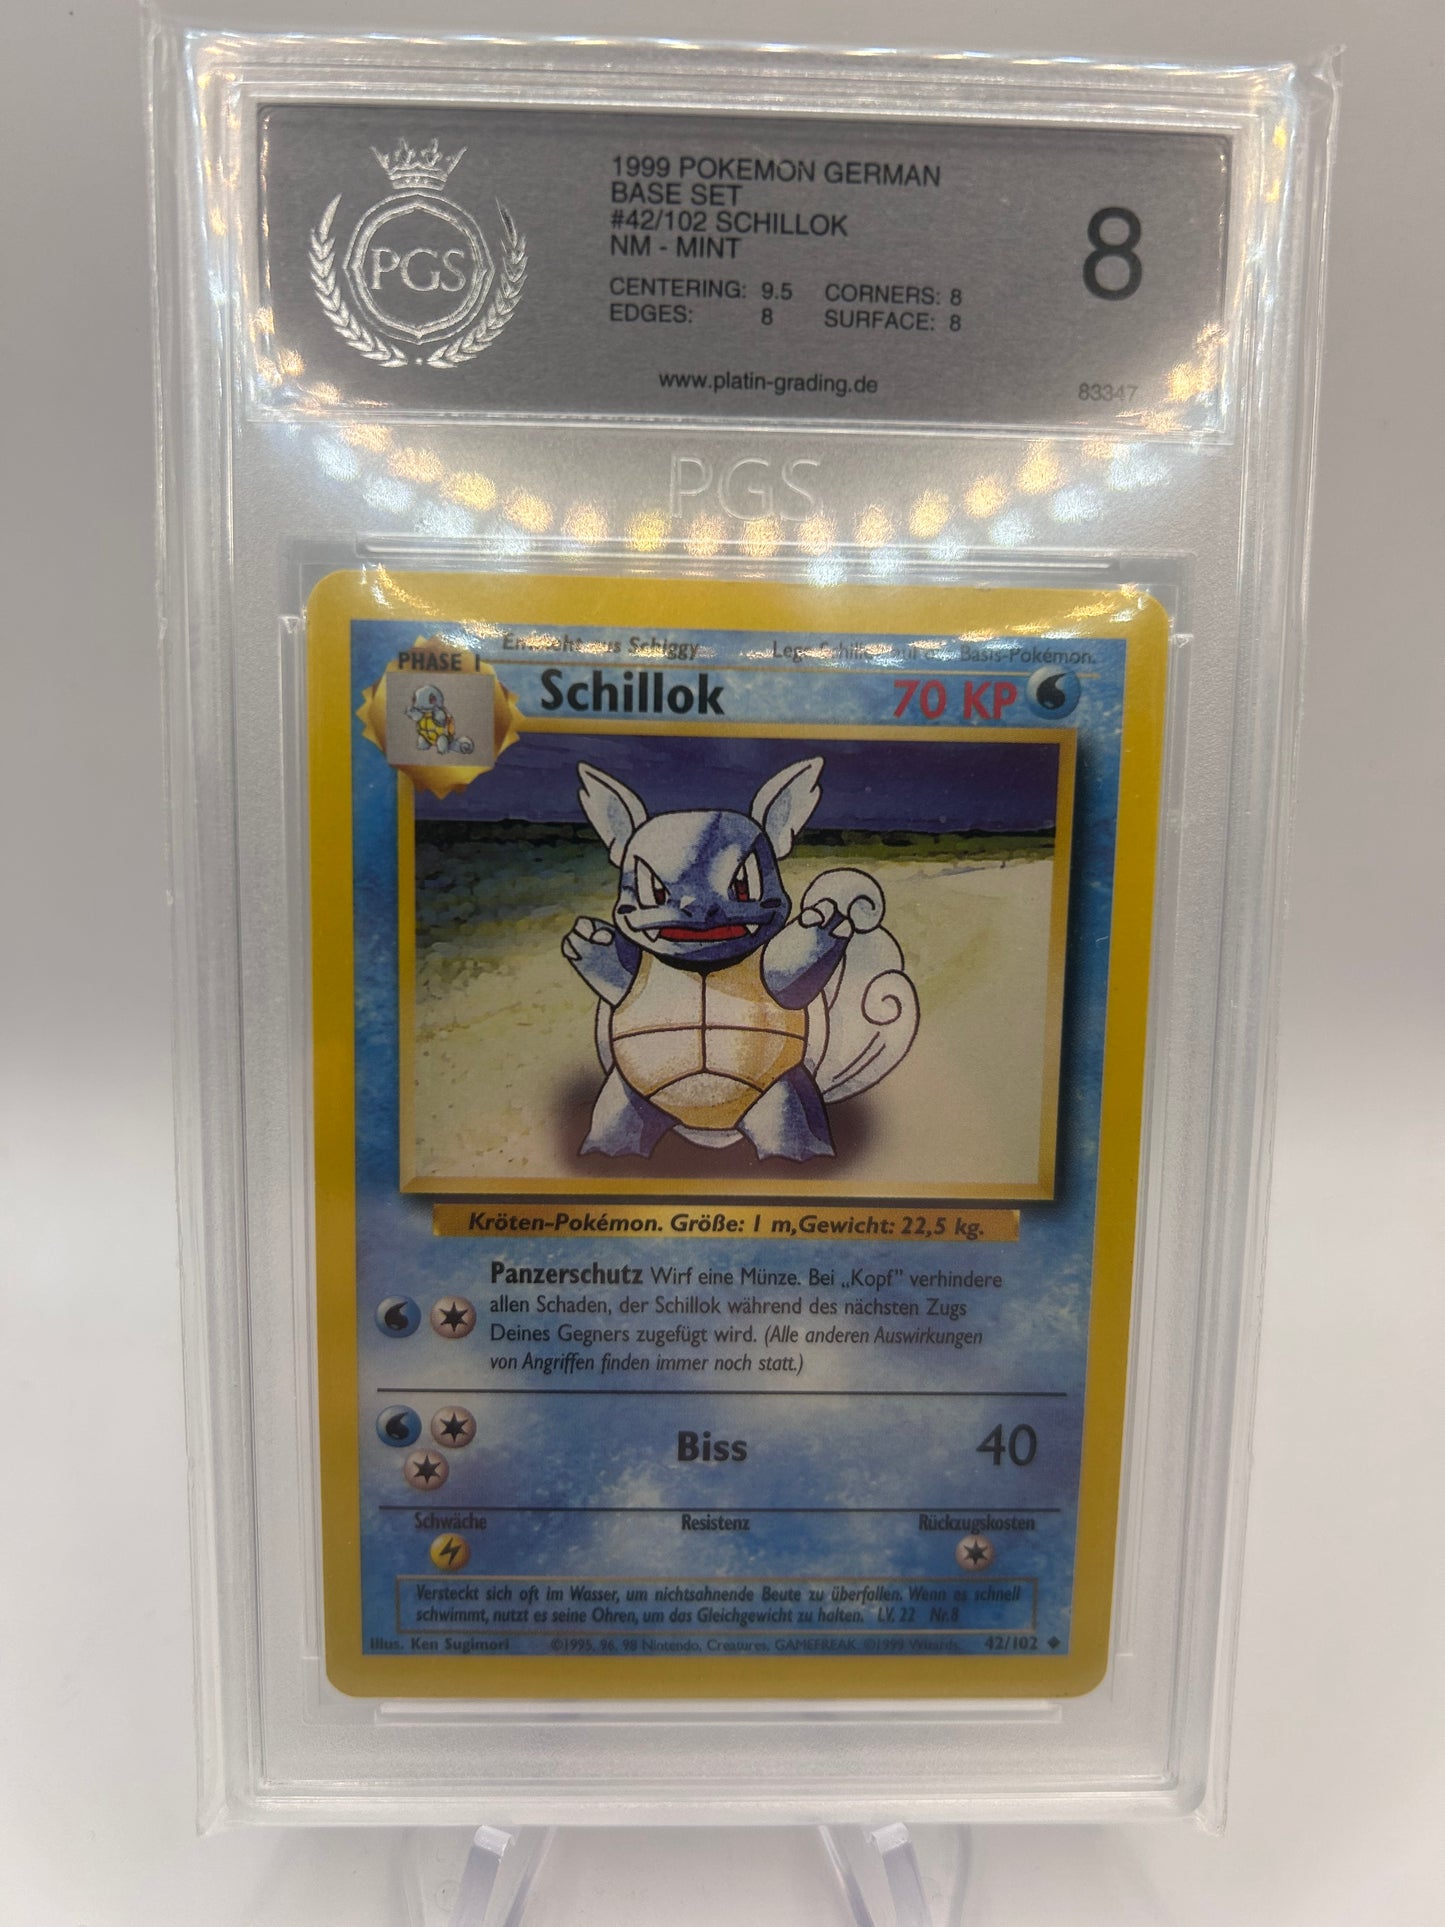 PGS
1999 POKEMON GERMAN
BASE SET
#42/102 SCHILLOK
NM - MINT
CENTERING: 9.5 CORNERS: 8
EDGES: 8 SURFACE: 8
8
www.platin-grading.de
83347
PGS
PHASE 1
Schiggy
Basis-Pokémon.
Schillok
70 KP
Kröten-Pokémon. Größe: 1 m, Gewicht: 22,5 kg.
Panzerschutz Wirf eine Münze. Bei „Kopf" verhindere
allen Schaden, der Schillok während des nächsten Zugs
Deines Gegners zugefügt wird. (Alle anderen Auswirkungen
von Angriffen finden immer noch statt.)
Biss 40
Schwäche Resistenz Rückzugskosten
Versteckt sich oft im Wasser, um nichtsahnende Beute zu überfallen. Wenn es schnell
schwimmt, nutzt es seine Ohren, um das Gleichgewicht zu halten. LV. 22 Nr. 8
Illus. Ken Sugimori ©1995, 96, 98 Nintendo, Creatures, GAMEFREAK. ©1999 Wizards. 42/102